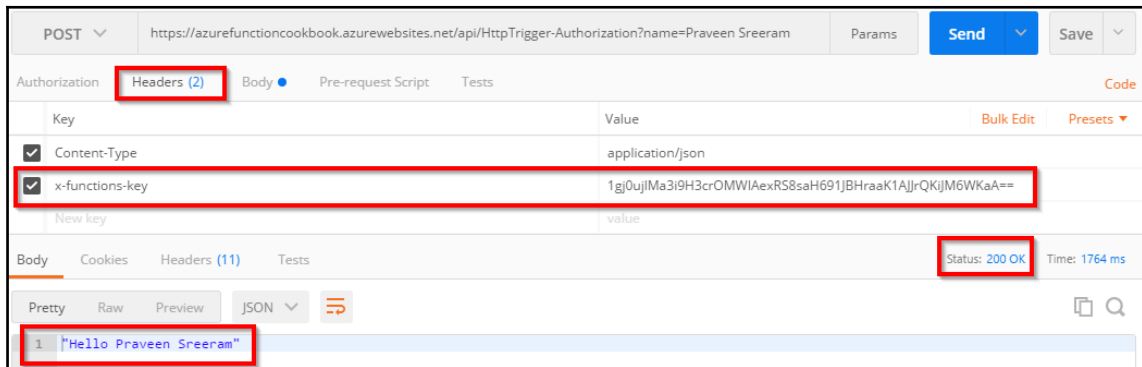 POST https://azurefunctioncookbook.azurewebsites.net/api/HttpTrigger-Authorization?name=Praveen Sreeram Params Send Save
Authorization Headers (2) Body Pre-request Script Tests Code
Key Value Bulk Edit Presets
Content-Type application/json
x-functions-key 1gj0ujIMa3i9H3crOMWIAexRS8saH691JBHraaK1AJJrQKiJM6WKaA==
New key value
Body Cookies Headers (11) Tests Status: 200 OK Time: 1764 ms
Pretty Raw Preview JSON
1 "Hello Praveen Sreeram"